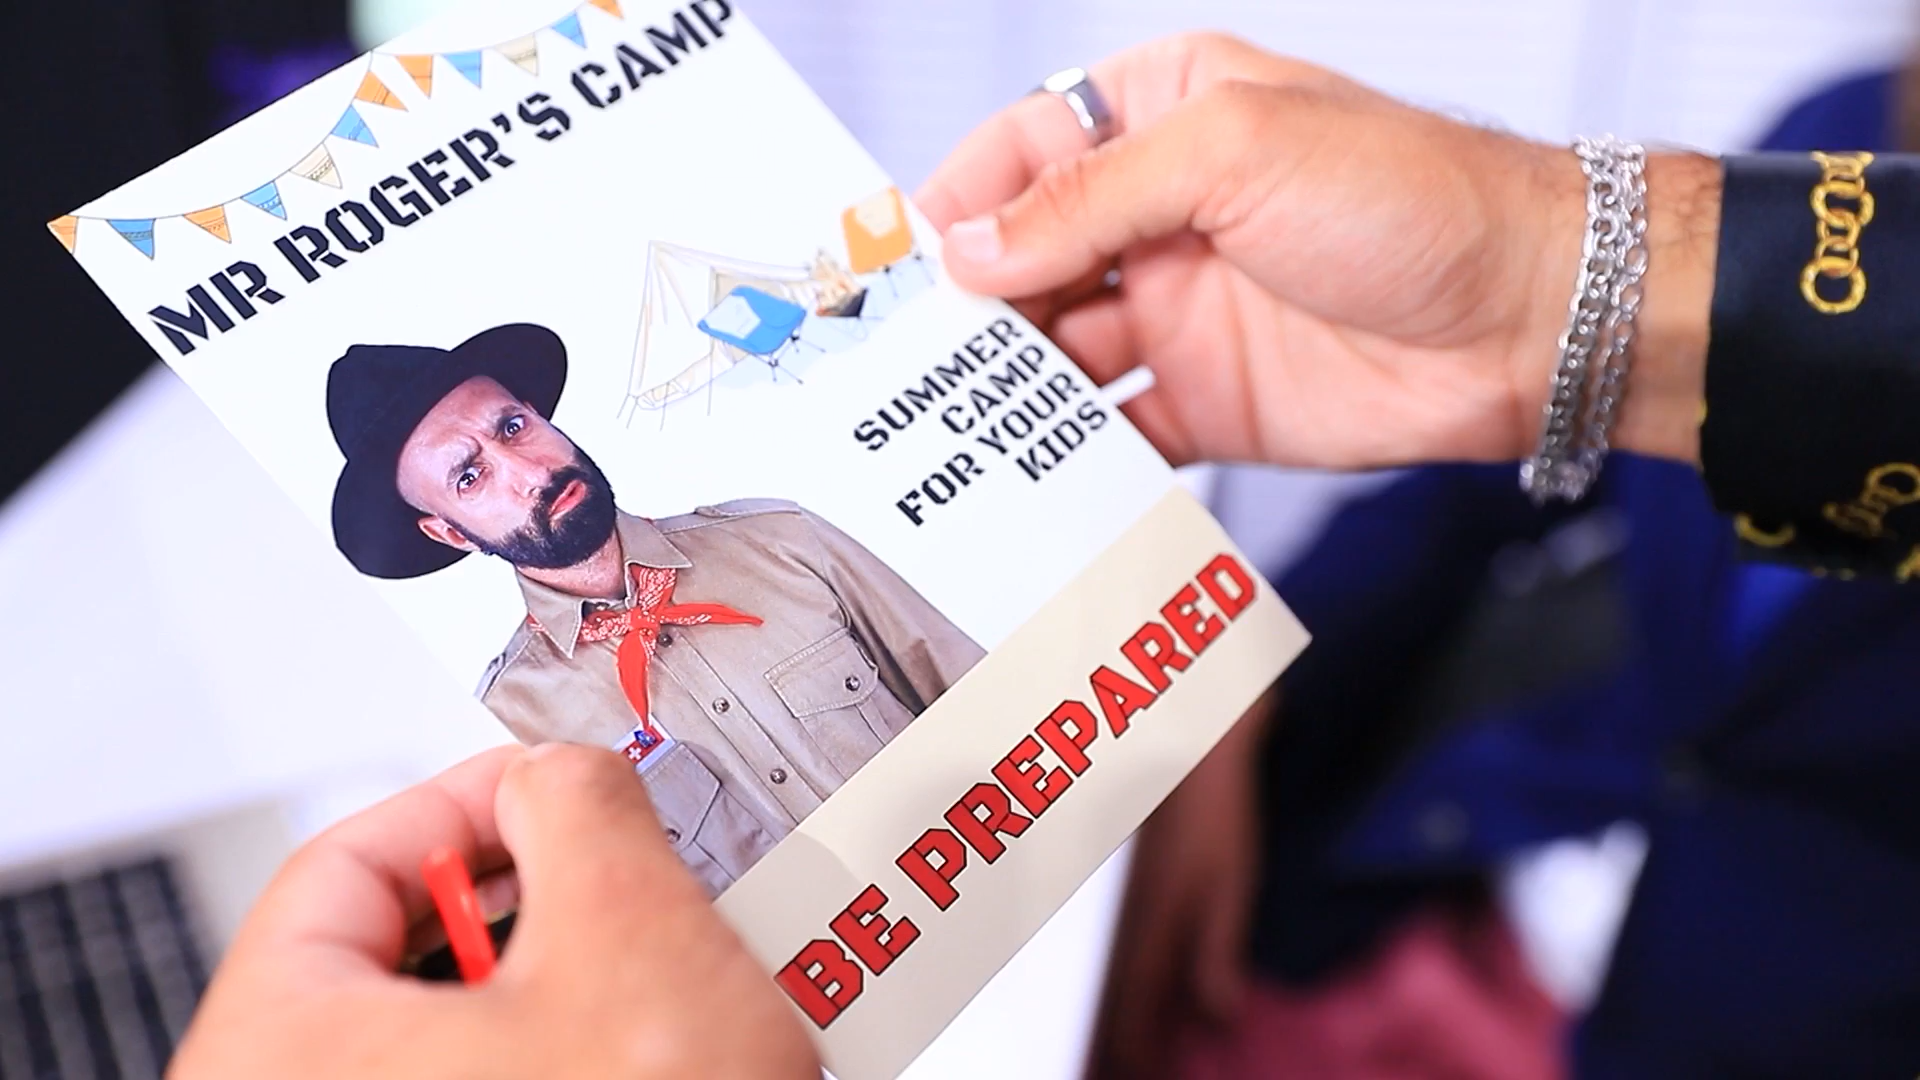 MR ROGER'S CAMP
SUMMER
CAMP
FOR YOUR
KIDS
BE PREPARED